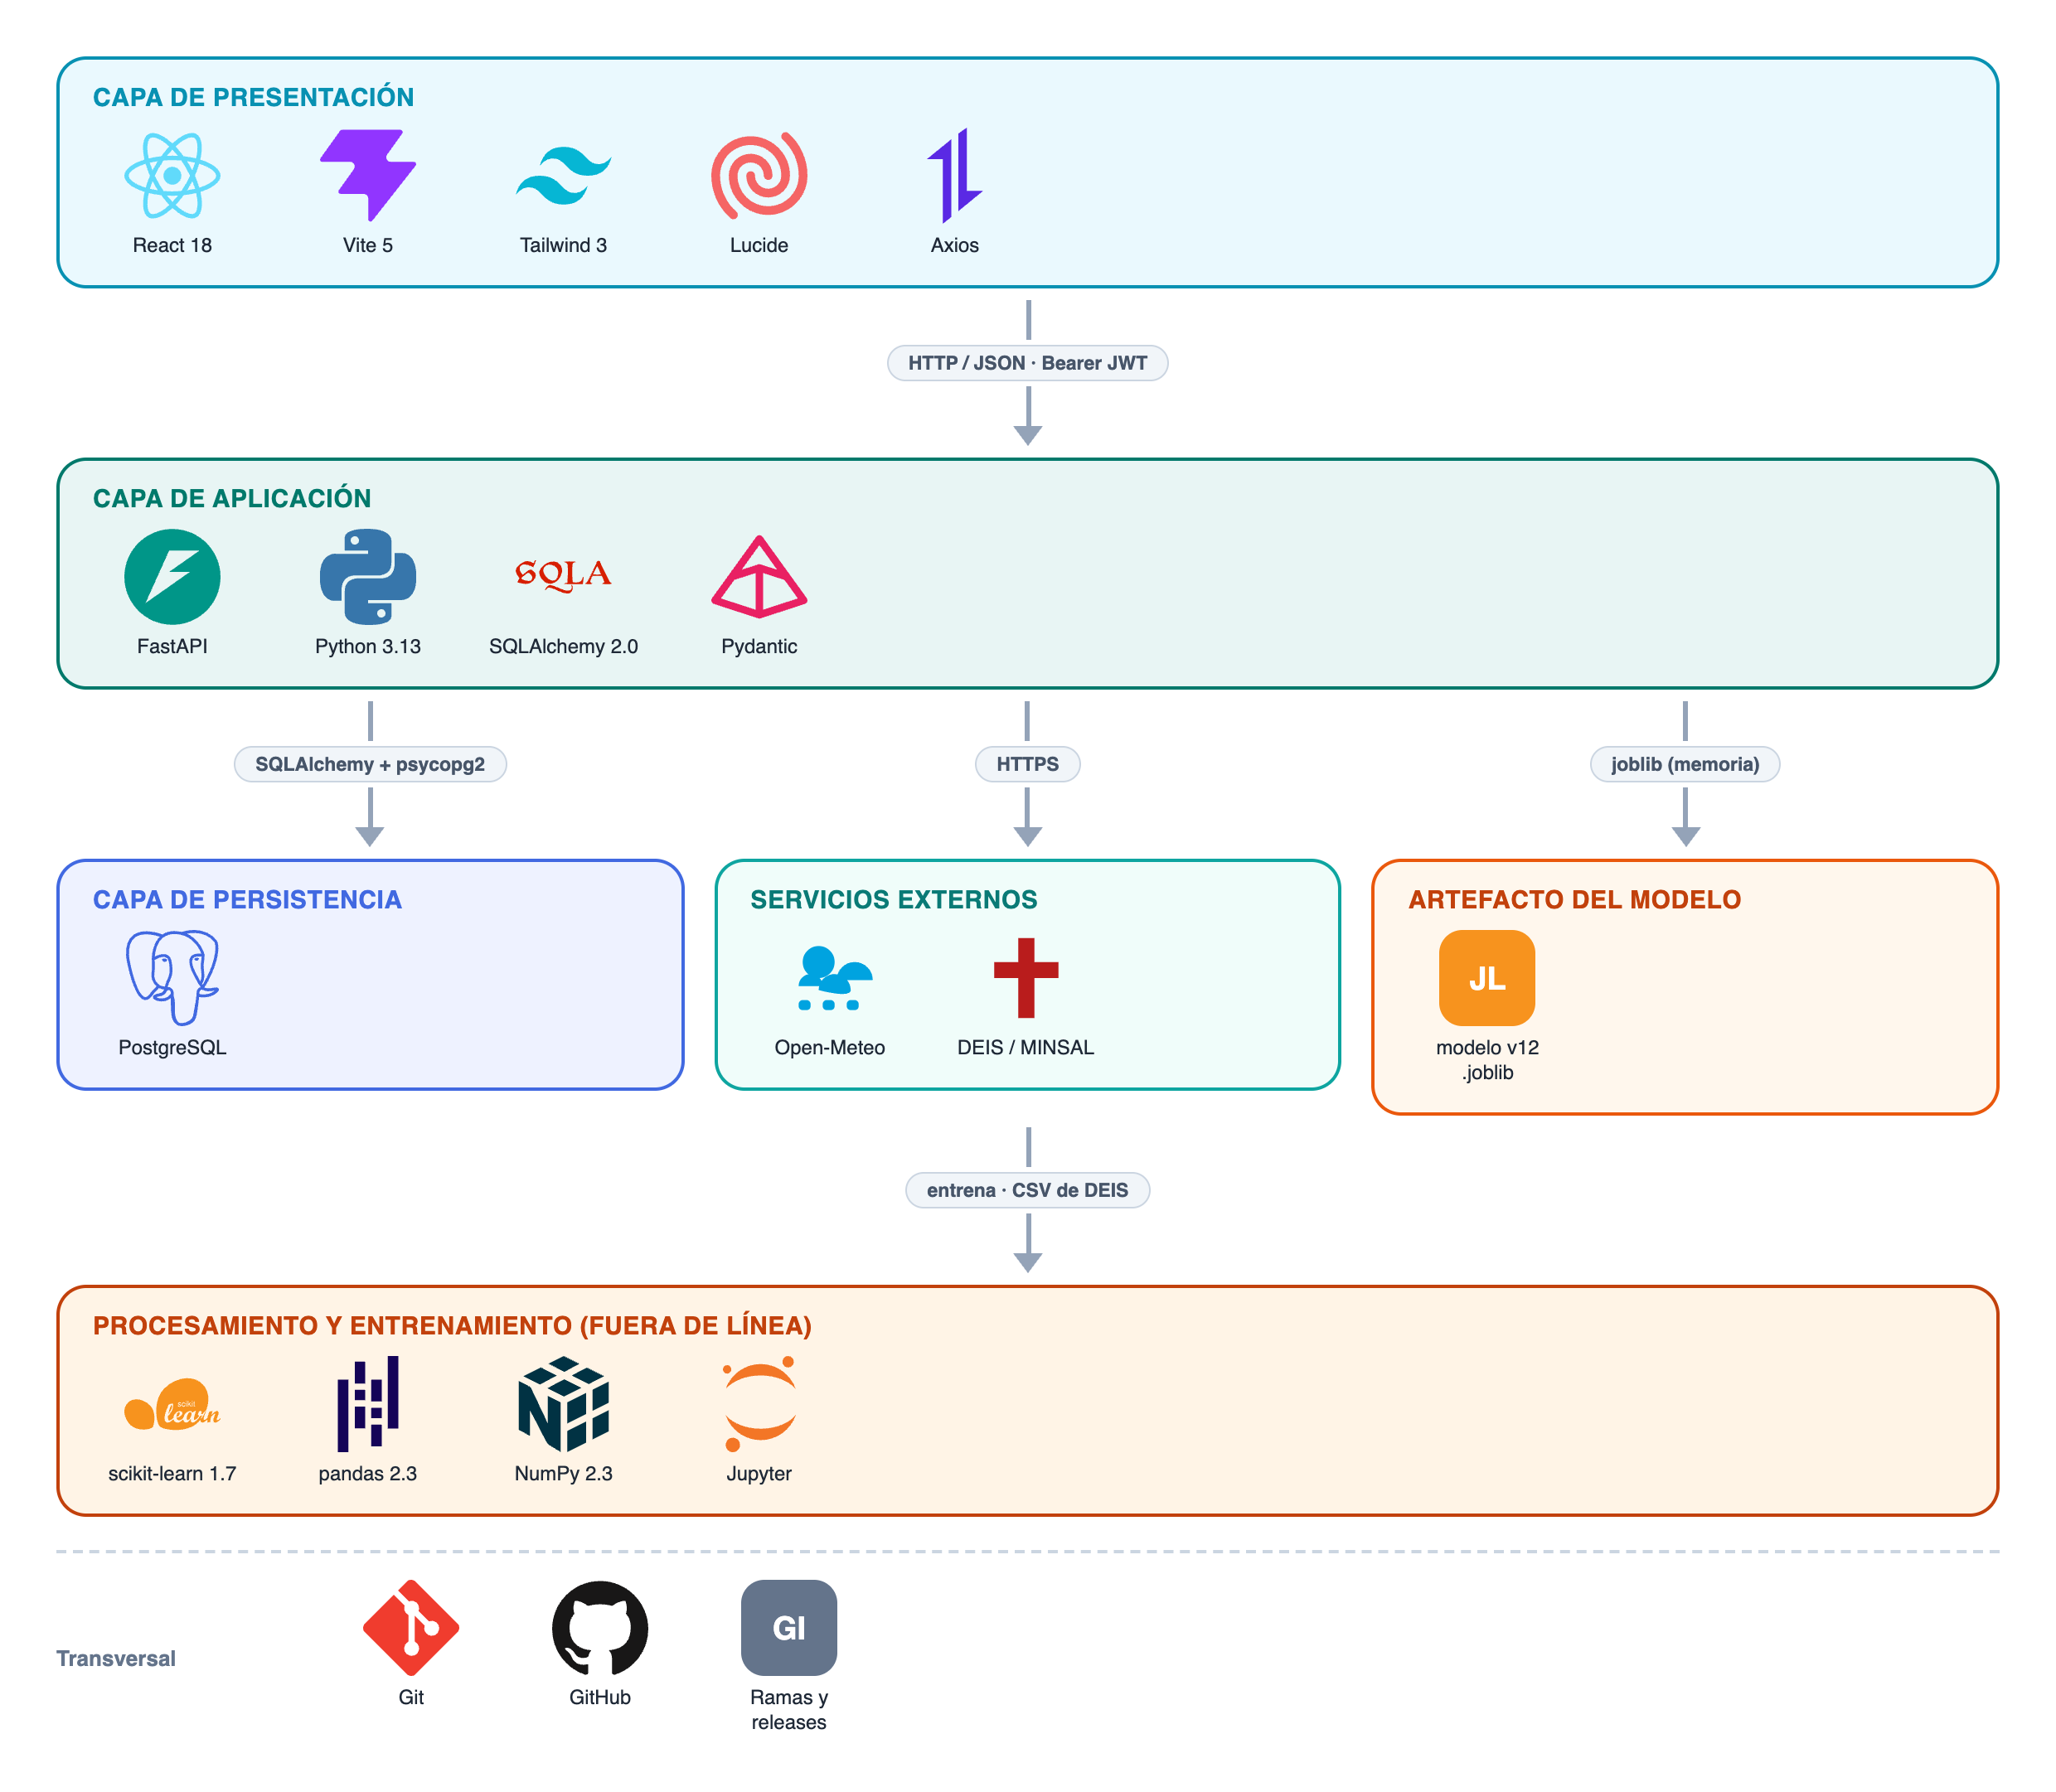 CAPA DE PRESENTACIÓN
React 18
Vite 5
Tailwind 3
Lucide
Axios
HTTP / JSON · Bearer JWT
CAPA DE APLICACIÓN
SQLA
FastAPI
Python 3.13
SQLAlchemy 2.0
Pydantic
SQLAlchemy + psycopg2
HTTPS
joblib (memoria)
CAPA DE PERSISTENCIA
PostgreSQL
SERVICIOS EXTERNOS
Open-Meteo
DEIS / MINSAL
ARTEFACTO DEL MODELO
JL
modelo v12
.joblib
entrena · CSV de DEIS
PROCESAMIENTO Y ENTRENAMIENTO (FUERA DE LÍNEA)
scikit
learn
N
scikit-learn 1.7
pandas 2.3
NumPy 2.3
Jupyter
Transversal
Git
GitHub
GI
Ramas y
releases